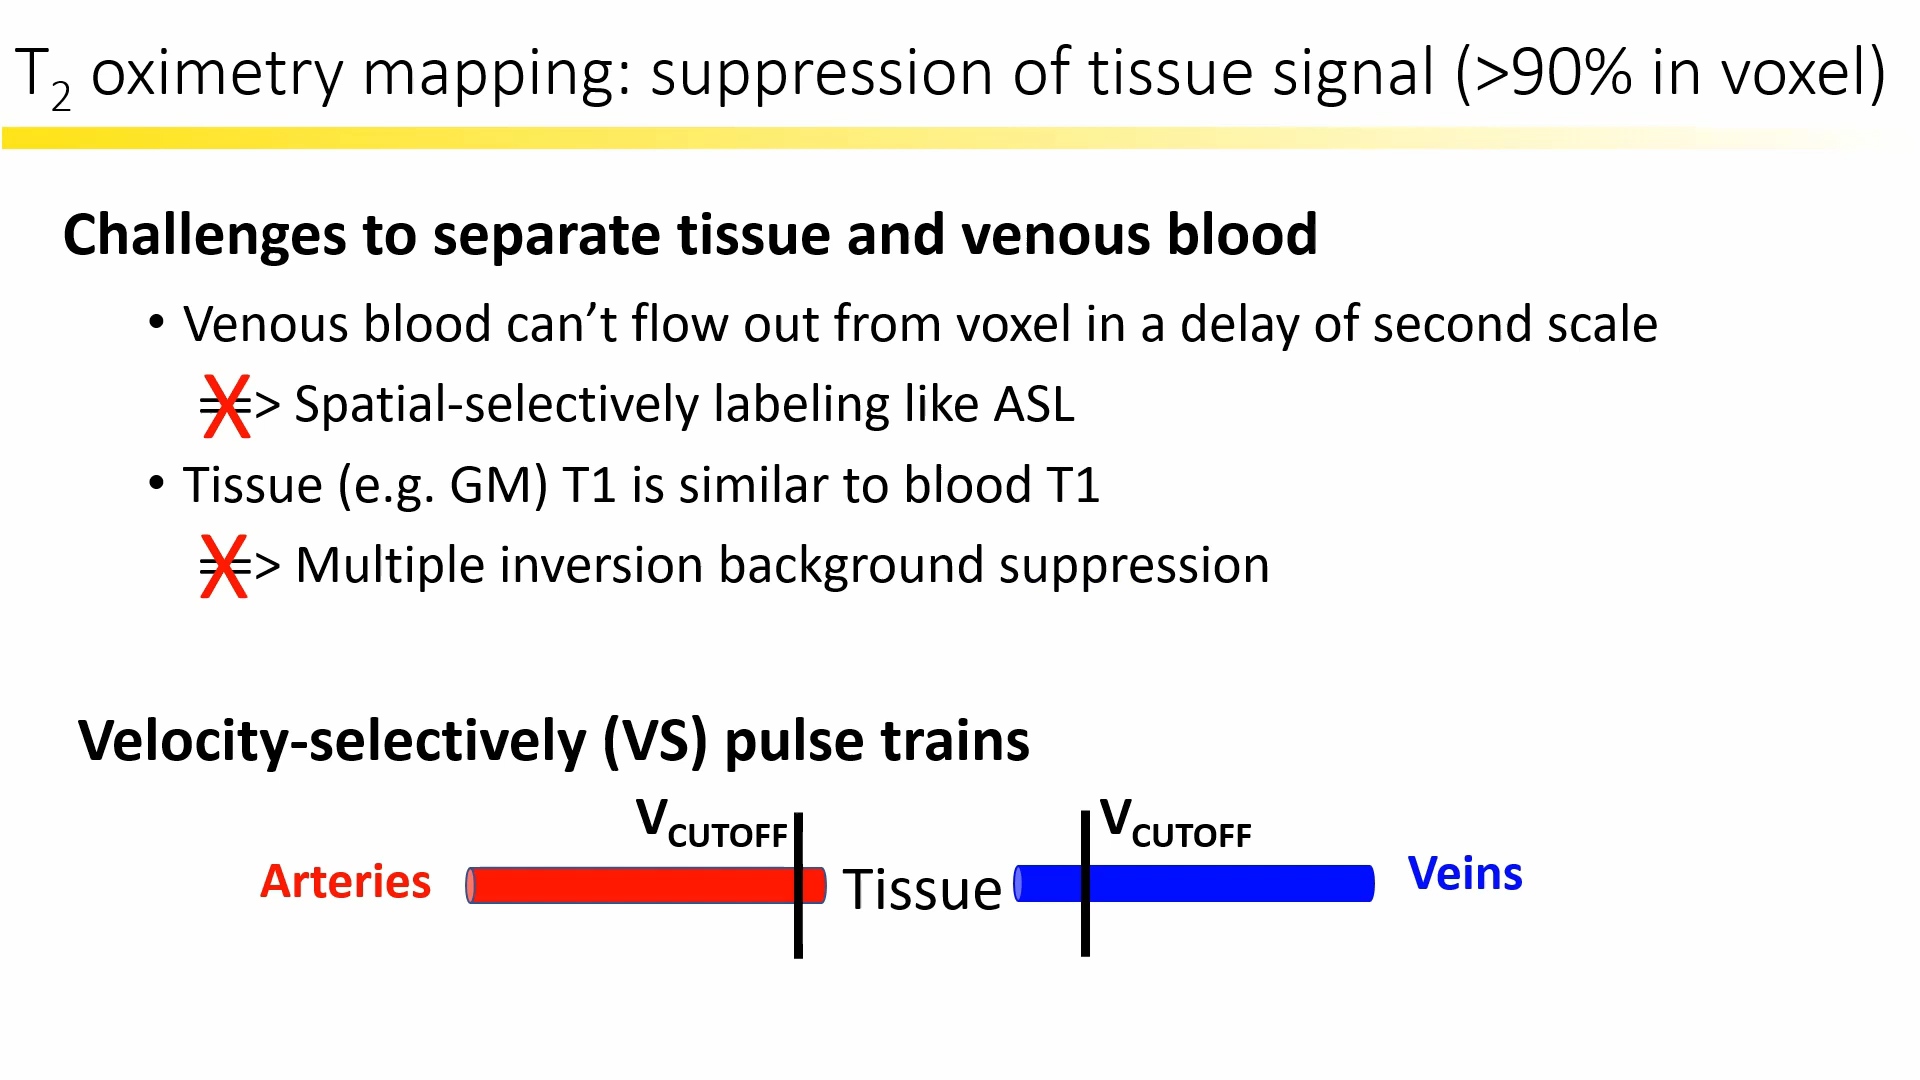 T2 oximetry mapping: suppression of tissue signal (>90% in voxel)
Challenges to separate tissue and venous blood
• Venous blood can’t flow out from voxel in a delay of second scale
==> Spatial-selectively labeling like ASL
• Tissue (e.g. GM) T1 is similar to blood T1
==> Multiple inversion background suppression
Velocity-selectively (VS) pulse trains
VCUTOFF VCUTOFF
Arteries Tissue Veins